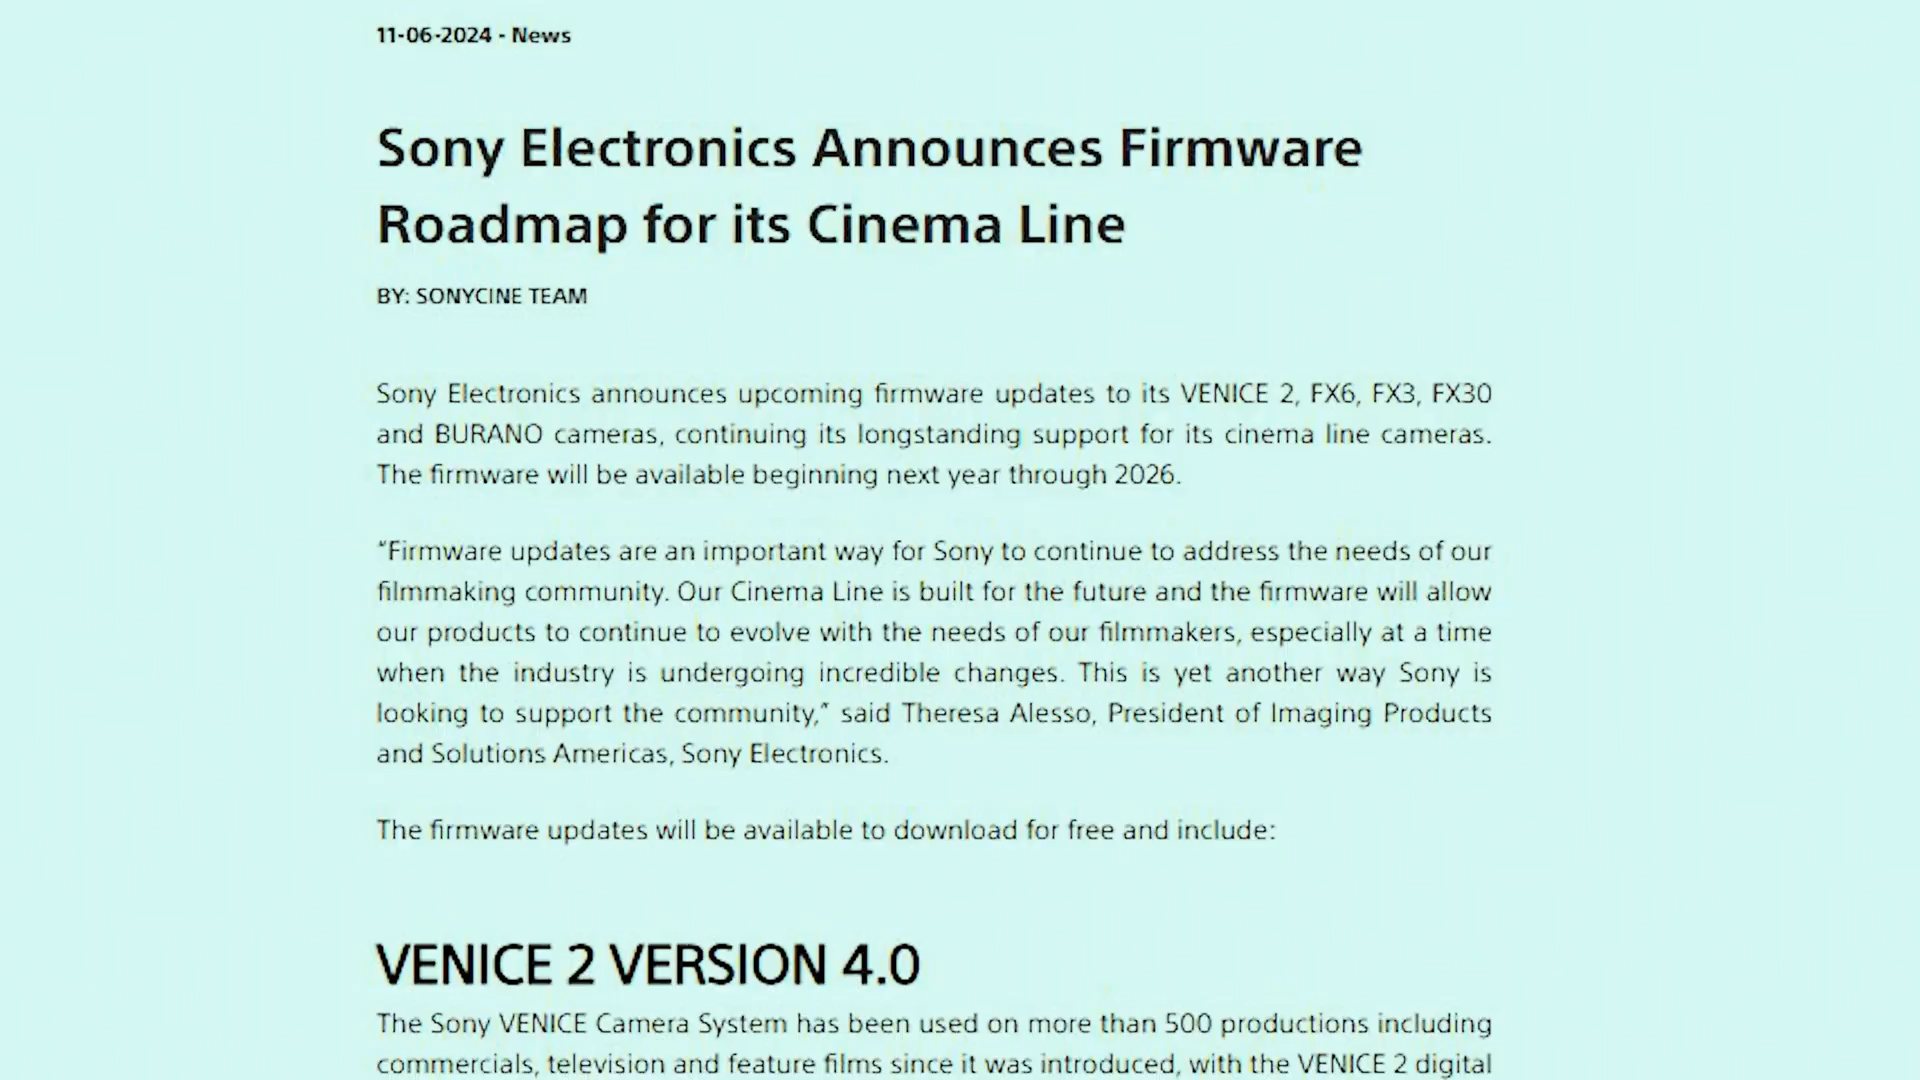 11-06-2024 - News
Sony Electronics Announces Firmware
Roadmap for its Cinema Line
BY: SONYCINE TEAM
Sony Electronics announces upcoming firmware updates to its VENICE 2, FX6, FX3, FX30
and BURANO cameras, continuing its longstanding support for its cinema line cameras.
The firmware will be available beginning next year through 2026.
“Firmware updates are an important way for Sony to continue to address the needs of our
filmmaking community. Our Cinema Line is built for the future and the firmware will allow
our products to continue to evolve with the needs of our filmmakers, especially at a time
when the industry is undergoing incredible changes. This is yet another way Sony is
looking to support the community,” said Theresa Alesso, President of Imaging Products
and Solutions Americas, Sony Electronics.
The firmware updates will be available to download for free and include:
VENICE 2 VERSION 4.0
The Sony VENICE Camera System has been used on more than 500 productions including
commercials, television and feature films since it was introduced, with the VENICE 2 digital